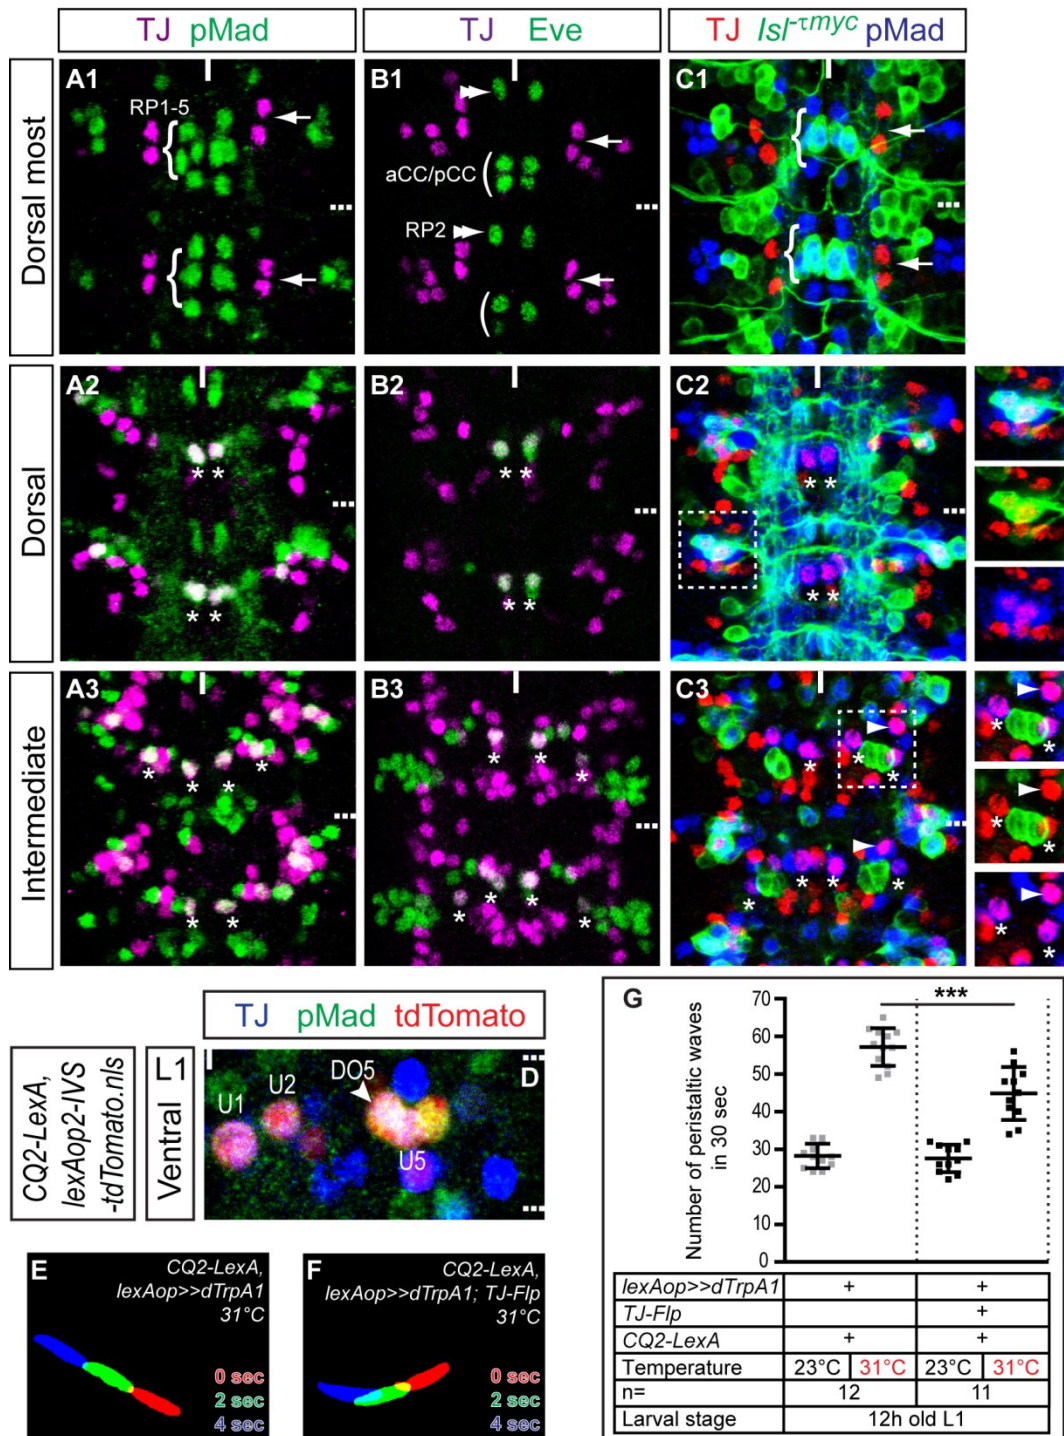 TJ pMad
TJ Eve
TJ Isl-τmyc pMad
Dorsal most
A1
RP1-5
{
{
B1
aCC/pCC
(
RP2
(
C1
{
{
Dorsal
A2
* *
* *
B2
* *
* *
C2
* *
* *
Intermediate
A3
* * * *
* *
B3
* * *
* * * *
C3
* * *
* * * *
* *
* *
* *
CQ2-LexA,
lexAop2-IVS
-tdTomato.nls
Ventral L1
TJ pMad tdTomato
D
U1
U2
DO5
U5
E
CQ2-LexA,
lexAop>>dTrpA1
31°C
0 sec
2 sec
4 sec
F
CQ2-LexA,
lexAop>>dTrpA1; TJ-Flp
31°C
0 sec
2 sec
4 sec
G
Number of peristaltic waves
in 30 sec
70
60
50
40
30
20
10
0
***
lexAop>>dTrpA1 + +
TJ-Flp +
CQ2-LexA + +
Temperature 23°C 31°C 23°C 31°C
n= 12 11
Larval stage 12h old L1